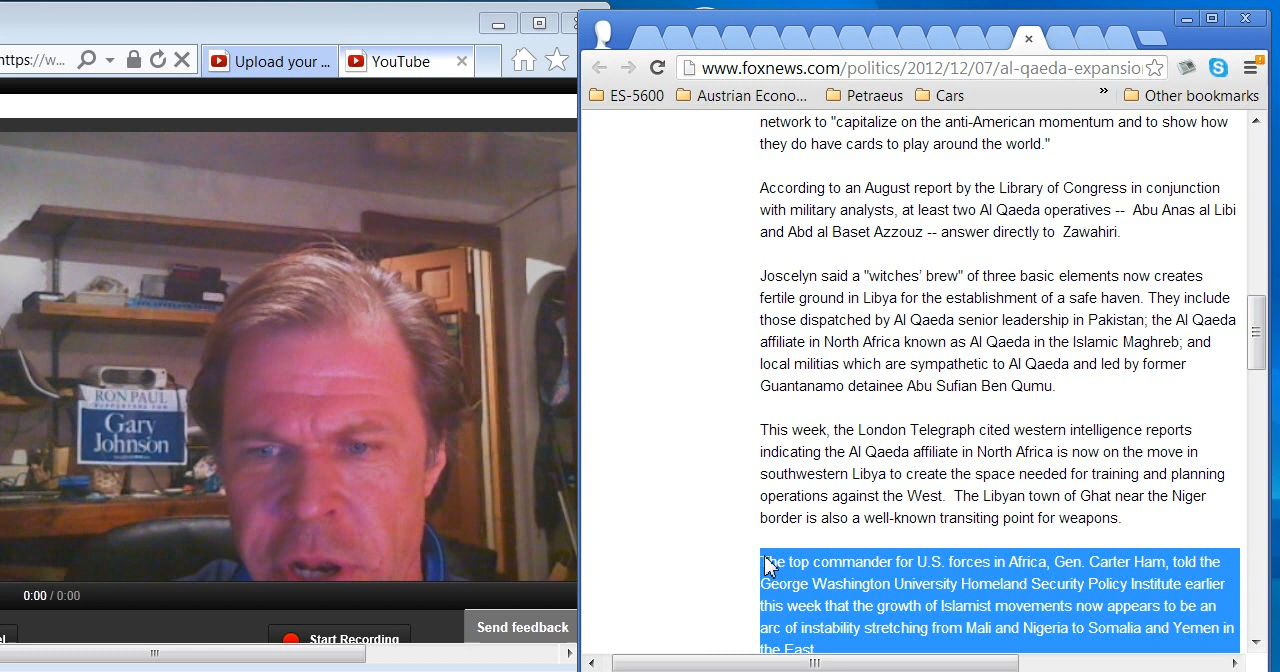 https://w...
Upload your ...
YouTube
RON PAUL
SUPPORTERS FOR
Gary
Johnson
0:00 / 0:00
Start Recording
Send feedback
www.foxnews.com/politics/2012/12/07/al-qaeda-expansio
ES-5600
Austrian Econo...
Petraeus
Cars
»
Other bookmarks
network to "capitalize on the anti-American momentum and to show how
they do have cards to play around the world."
According to an August report by the Library of Congress in conjunction
with military analysts, at least two Al Qaeda operatives -- Abu Anas al Libi
and Abd al Baset Azzouz -- answer directly to Zawahiri.
Joscelyn said a "witches’ brew" of three basic elements now creates
fertile ground in Libya for the establishment of a safe haven. They include
those dispatched by Al Qaeda senior leadership in Pakistan; the Al Qaeda
affiliate in North Africa known as Al Qaeda in the Islamic Maghreb; and
local militias which are sympathetic to Al Qaeda and led by former
Guantanamo detainee Abu Sufian Ben Qumu.
This week, the London Telegraph cited western intelligence reports
indicating the Al Qaeda affiliate in North Africa is now on the move in
southwestern Libya to create the space needed for training and planning
operations against the West. The Libyan town of Ghat near the Niger
border is also a well-known transiting point for weapons.
The top commander for U.S. forces in Africa, Gen. Carter Ham, told the
George Washington University Homeland Security Policy Institute earlier
this week that the growth of Islamist movements now appears to be an
arc of instability stretching from Mali and Nigeria to Somalia and Yemen in
the East